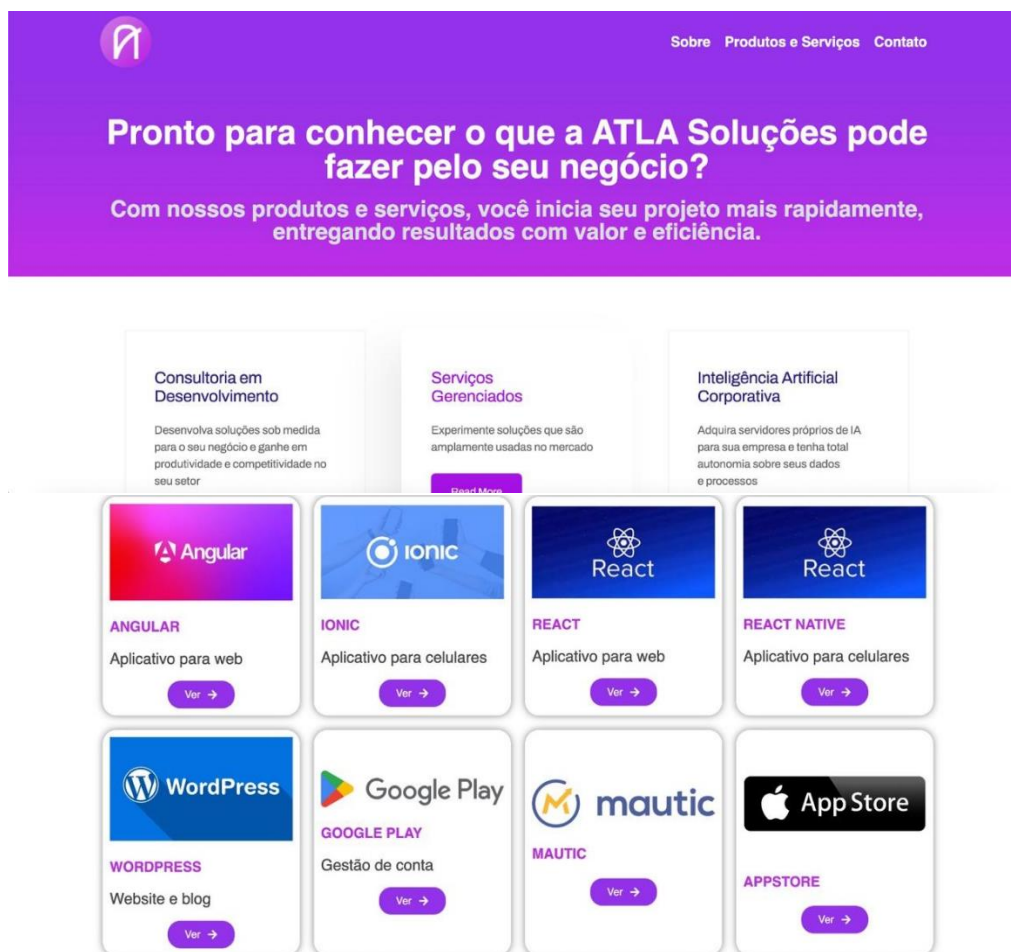 Sobre Produtos e Serviços Contato
Pronto para conhecer o que a ATLA Soluções pode
fazer pelo seu negócio?
Com nossos produtos e serviços, você inicia seu projeto mais rapidamente,
entregando resultados com valor e eficiência.
Consultoria em
Desenvolvimento
Desenvolva soluções sob medida
para o seu negócio e ganhe em
produtividade e competitividade no
seu setor
Serviços
Gerenciados
Experimente soluções que são
amplamente usadas no mercado
Read More
Inteligência Artificial
Corporativa
Adquira servidores próprios de IA
para sua empresa e tenha total
autonomia sobre seus dados
e processos
Angular
ANGULAR
Aplicativo para web
Ver →
IONIC
IONIC
Aplicativo para celulares
Ver →
React
REACT
Aplicativo para web
Ver →
React
REACT NATIVE
Aplicativo para celulares
Ver →
WordPress
WORDPRESS
Website e blog
Ver →
Google Play
GOOGLE PLAY
Gestão de conta
Ver →
mautic
MAUTIC
Ver →
App Store
APPSTORE
Ver →